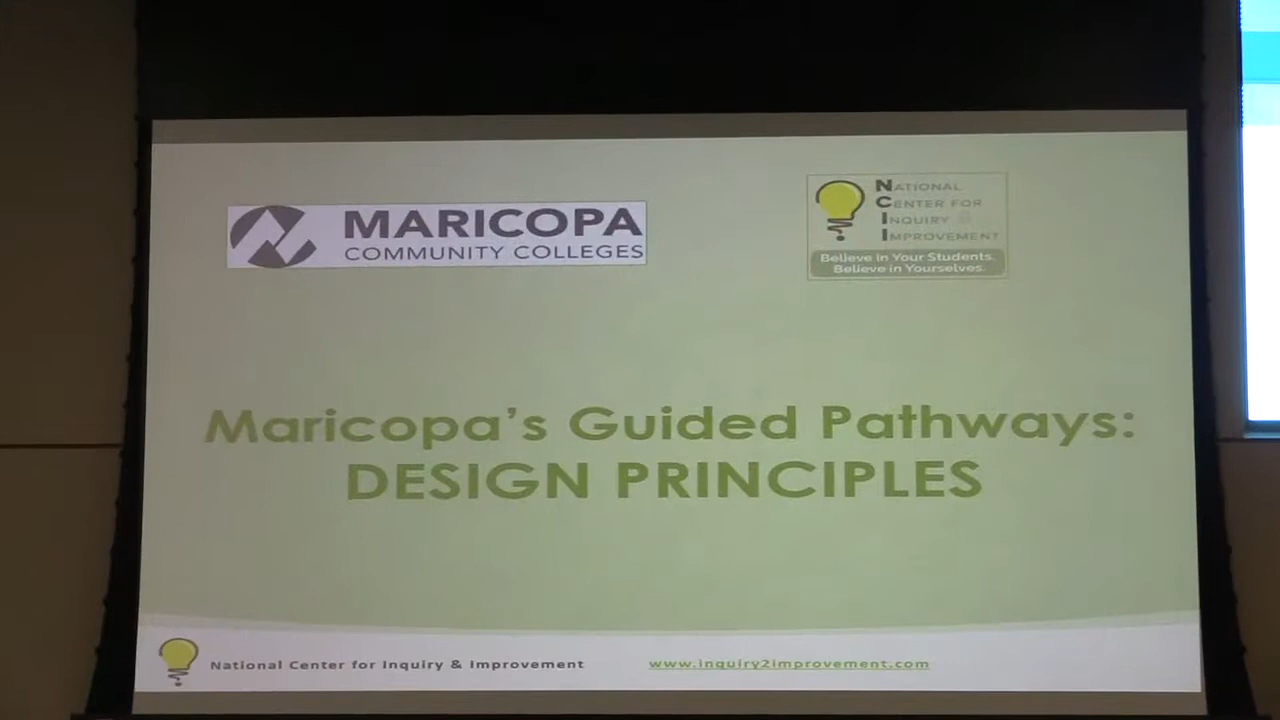 MARICOPA
COMMUNITY COLLEGES
NATIONAL
CENTER FOR
INQUIRY &
IMPROVEMENT
Believe in Your Students.
Believe in Yourselves.
Maricopa's Guided Pathways:
DESIGN PRINCIPLES
National Center for Inquiry & Improvement
www.inquiry2improvement.com